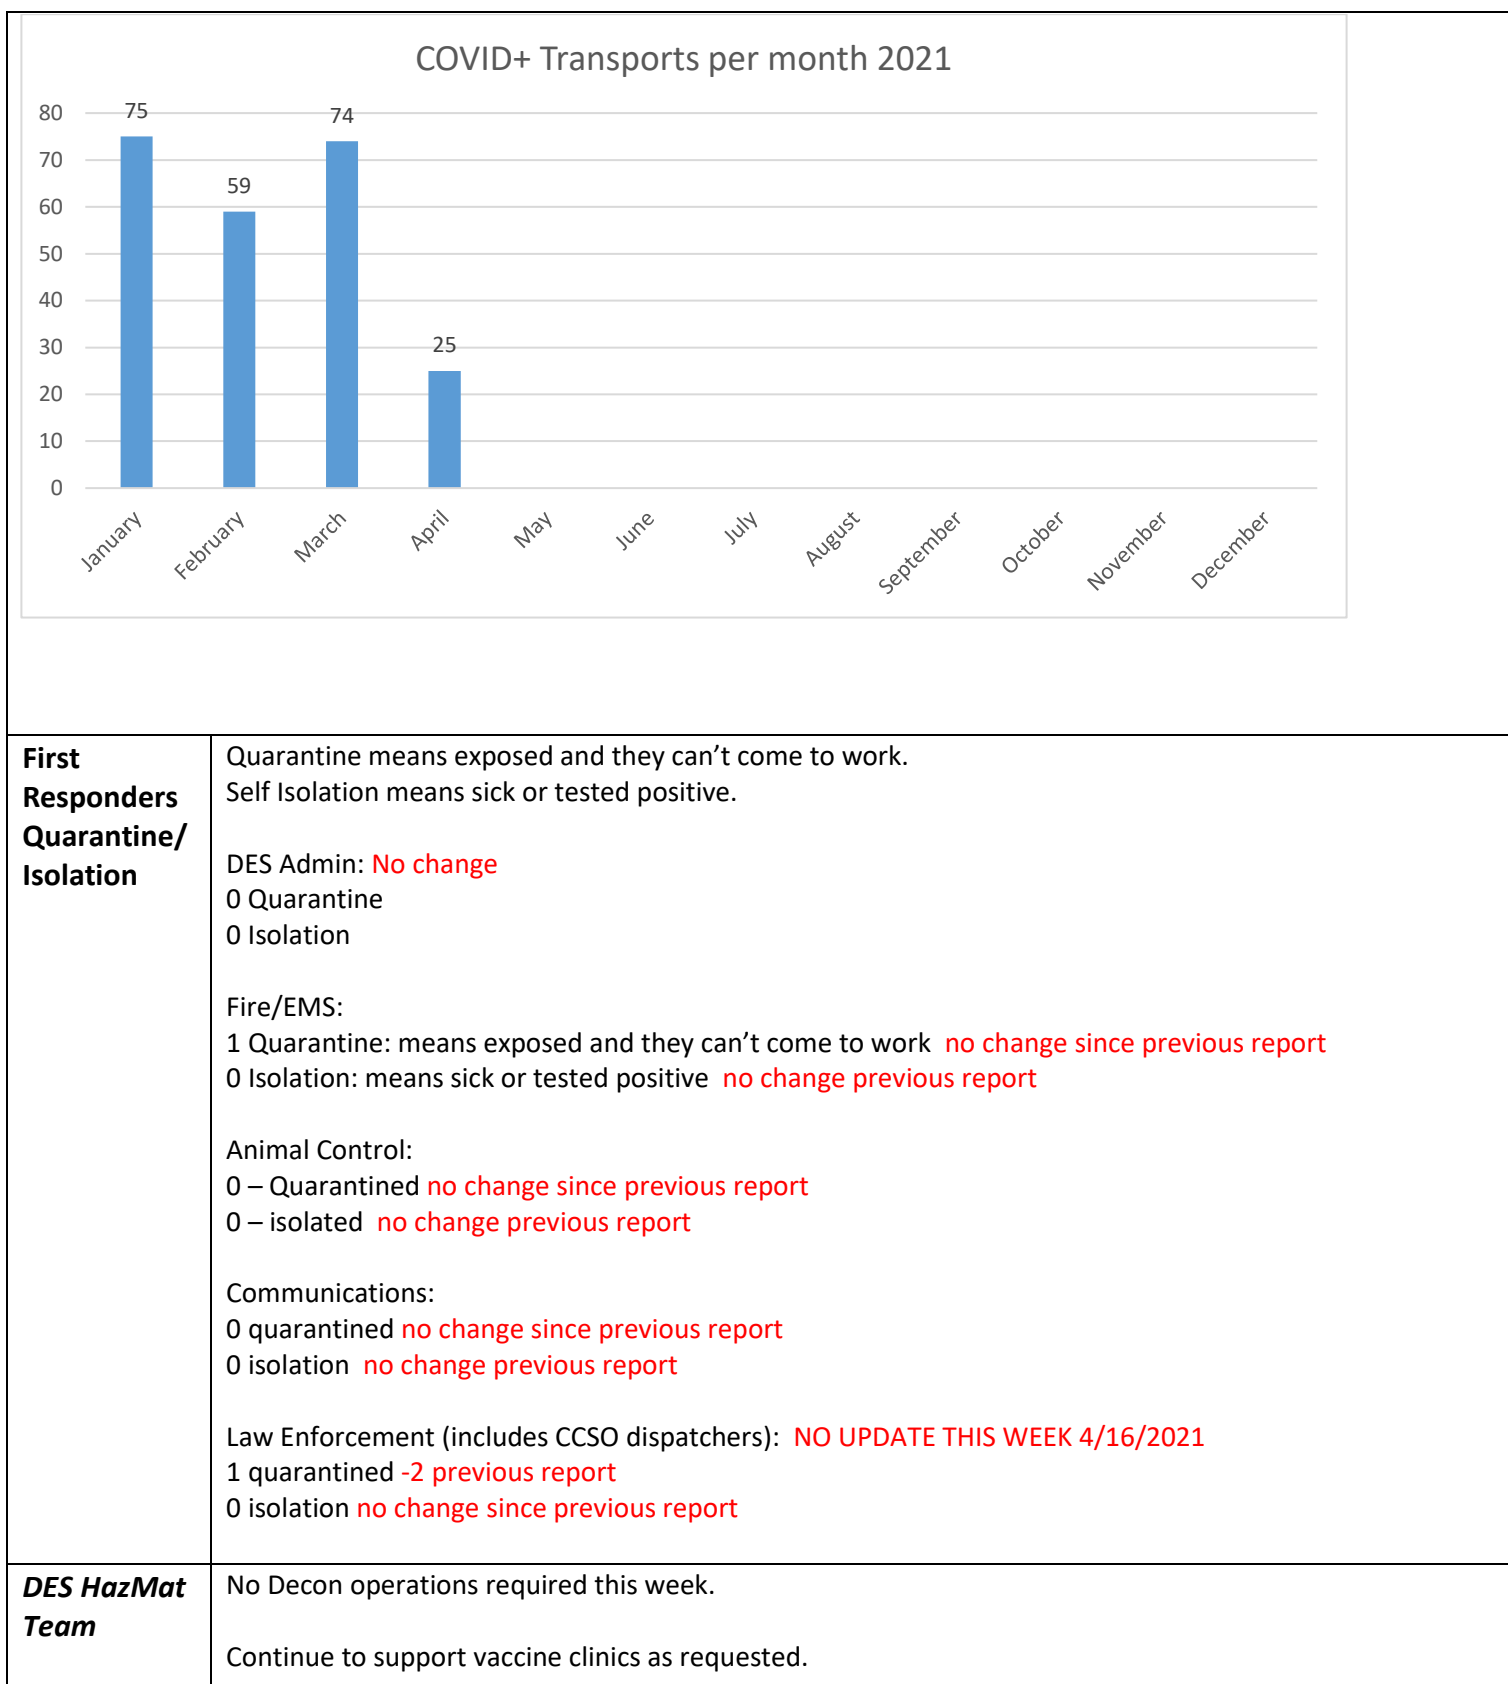 COVID+ Transports per month 2021
80
70
60
50
40
30
20
10
0
75
59
74
25
January
February
March
April
May
June
July
August
September
October
November
December
First
Responders
Quarantine/
Isolation
Quarantine means exposed and they can’t come to work.
Self Isolation means sick or tested positive.
DES Admin: No change
0 Quarantine
0 Isolation
Fire/EMS:
1 Quarantine: means exposed and they can’t come to work  no change since previous report
0 Isolation: means sick or tested positive  no change previous report
Animal Control:
0 – Quarantined no change since previous report
0 – isolated  no change previous report
Communications:
0 quarantined no change since previous report
0 isolation  no change previous report
Law Enforcement (includes CCSO dispatchers):  NO UPDATE THIS WEEK 4/16/2021
1 quarantined -2 previous report
0 isolation no change since previous report
DES HazMat
Team
No Decon operations required this week.
Continue to support vaccine clinics as requested.